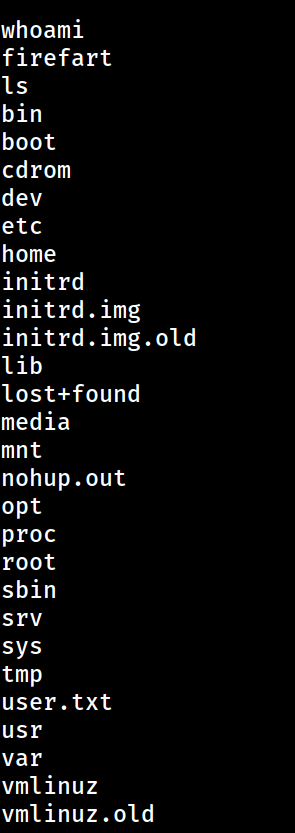 whoami
firefart
ls
bin
boot
cdrom
dev
etc
home
initrd
initrd.img
initrd.img.old
lib
lost+found
media
mnt
nohup.out
opt
proc
root
sbin
srv
sys
tmp
user.txt
usr
var
vmlinuz
vmlinuz.old